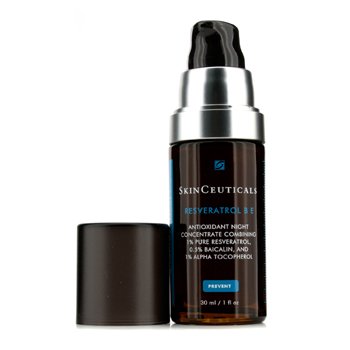 SKINCEUTICALS
RESVERATROL B E
ANTIOXIDANT NIGHT
CONCENTRATE COMBINING
1% PURE RESVERATROL,
0.5% BAICALIN, AND
1% ALPHA TOCOPHEROL
PREVENT
30 ml / 1 fl oz